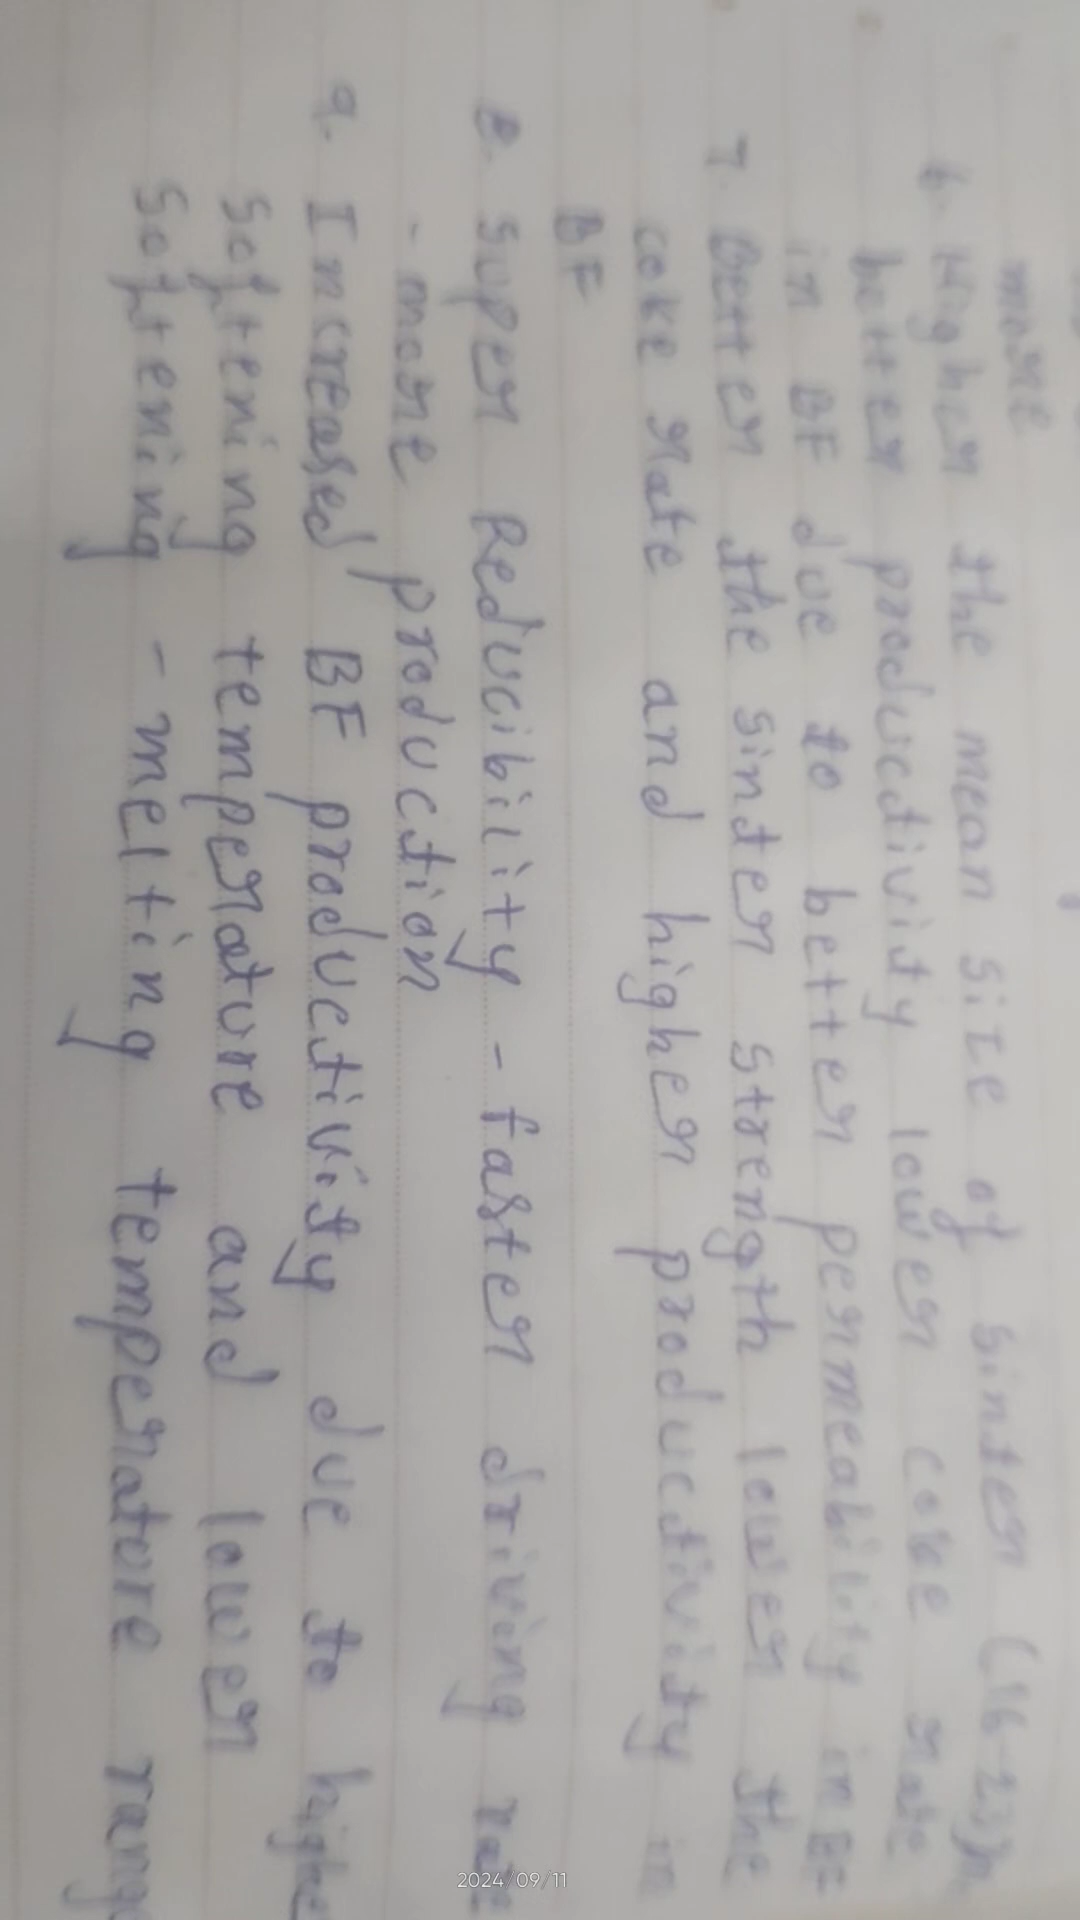 more
6. Higher the mean size of sinter (16-23)m
better productivity lower coke rate
in BF due to better permeability in BF
7. Better the sinter strength lower the
coke rate and higher productivity in
BF
8. super Reducibility - faster driving rate
- more production
9. Increased BF productivity due to highe
softening temperature and lower
softening - melting temperature rang
2024/09/11